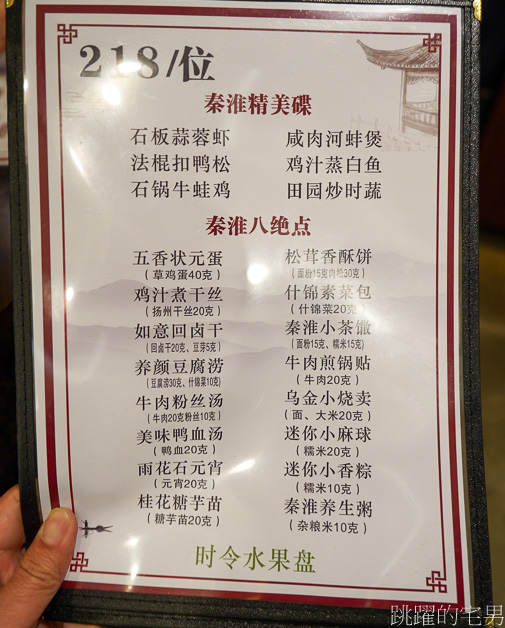 218/位
秦淮精美碟
石板蒜蓉虾 咸肉河蚌煲
法棍扣鸭松 鸡汁蒸白鱼
石锅牛蛙鸡 田园炒时蔬
秦淮八绝点
五香状元蛋 松茸香酥饼
(草鸡蛋40克) (面粉15克肉松30克)
鸡汁煮干丝 什锦素菜包
(扬州干丝20克) (什锦菜20克)
如意回卤干 秦淮小茶馓
(回卤干20克、豆芽5克) (面粉15克、糯米15克)
养颜豆腐涝 牛肉煎锅贴
(豆腐涝30克、什锦菜10克) (牛肉20克)
牛肉粉丝汤 乌金小烧卖
(牛肉20克粉丝10克) (面、大米20克)
美味鸭血汤 迷你小麻球
(鸭血20克) (糯米20克)
雨花石元宵 迷你小香粽
(元宵20克) (糯米10克)
桂花糖芋苗 秦淮养生粥
(糖芋苗20克) (杂粮米10克)
时令水果盘
跳躍的宅男